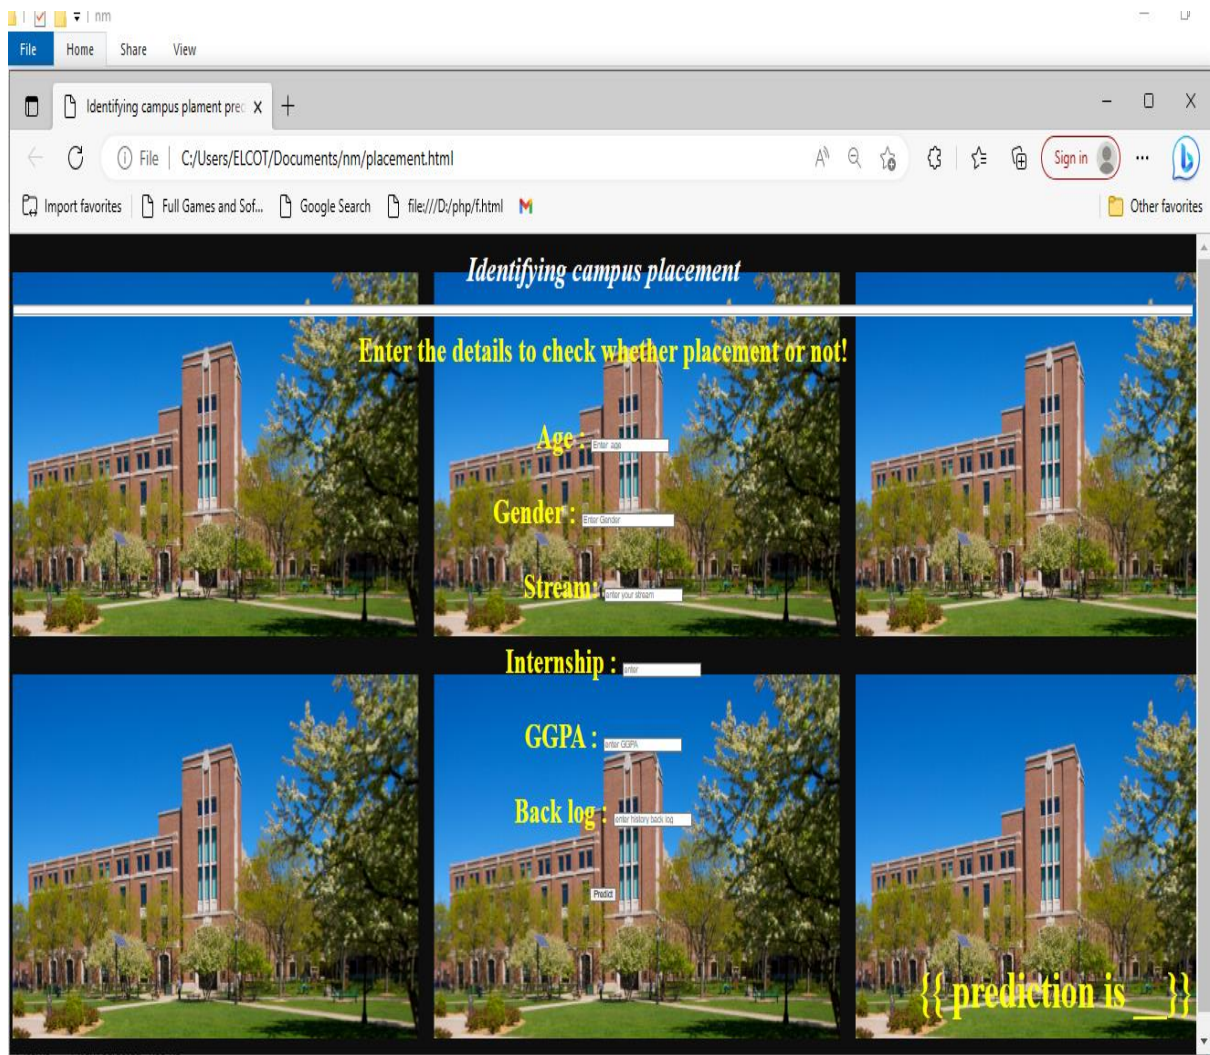 nm
File Home Share View
Identifying campus plament pred
File C:/Users/ELCOT/Documents/nm/placement.html Sign in
Import favorites Full Games and Sof... Google Search file:///D:/php/f.html Other favorites
Identifying campus placement
Enter the details to check whether placement or not!
Age : Enter age
Gender : Enter Gender
Stream: enter your stream
Internship : enter
GGPA : enter GGPA
Back log : enter history back log
Predict
{{ prediction is __}}